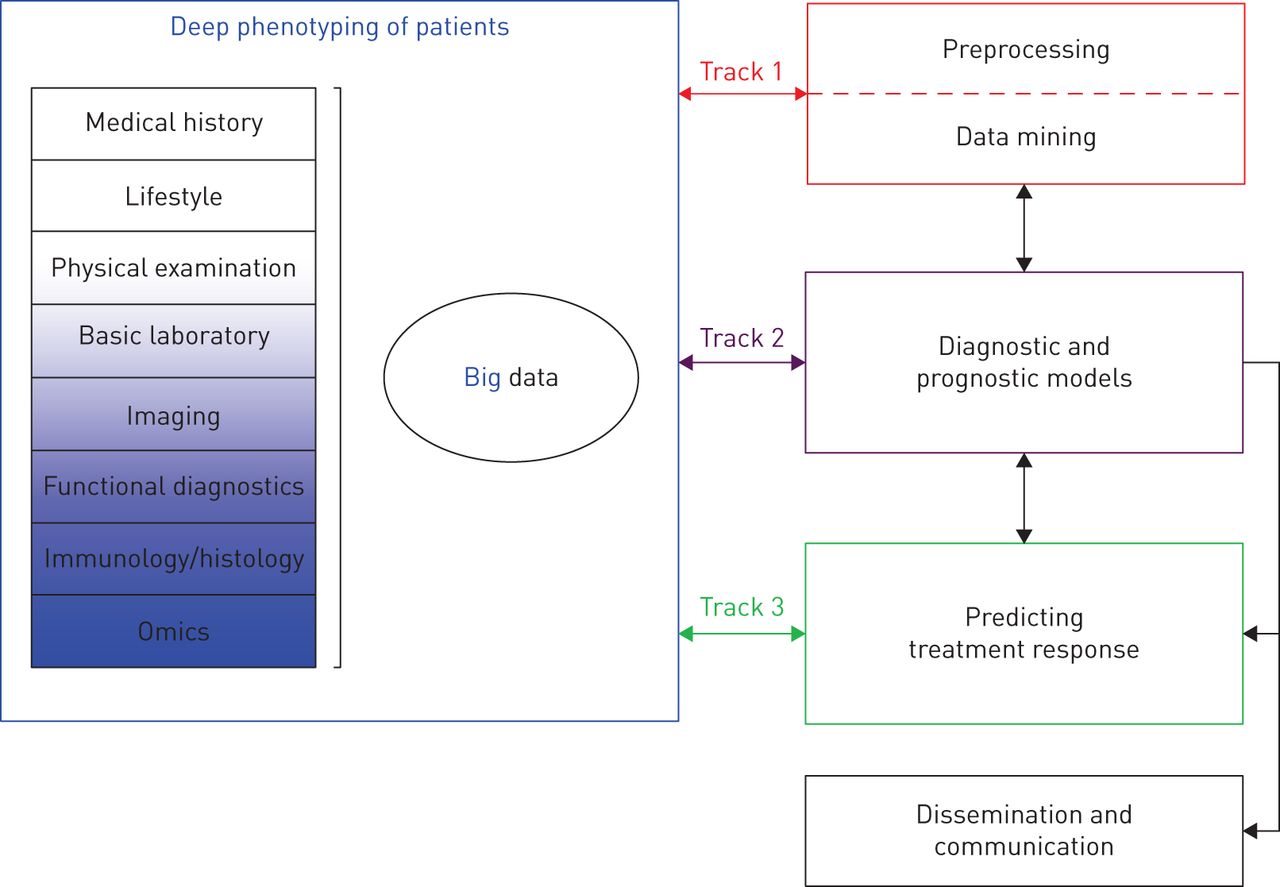 Deep phenotyping of patients
Medical history
Lifestyle
Physical examination
Basic laboratory
Imaging
Functional diagnostics
Immunology/histology
Omics
Big data
Track 1
Preprocessing
Data mining
Track 2
Diagnostic and
prognostic models
Track 3
Predicting
treatment response
Dissemination and
communication